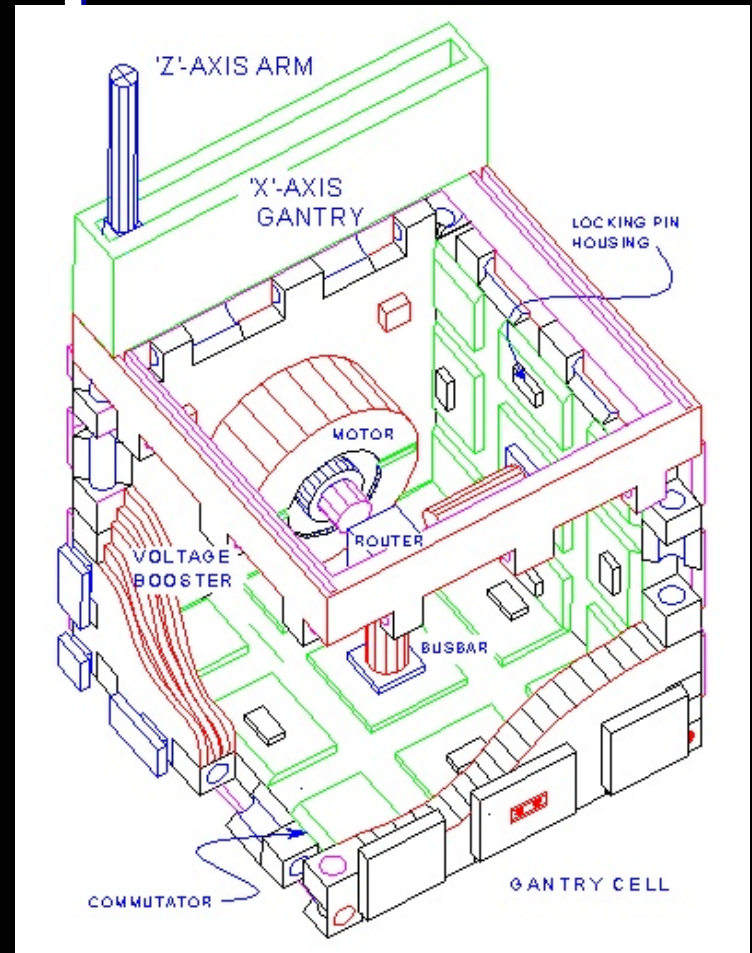 'Z'-AXIS ARM
'X'-AXIS
GANTRY
LOCKING PIN
HOUSING
MOTOR
ROUTER
VOLTAGE
BOOSTER
BUSBAR
GANTRY CELL
COMMUTATOR